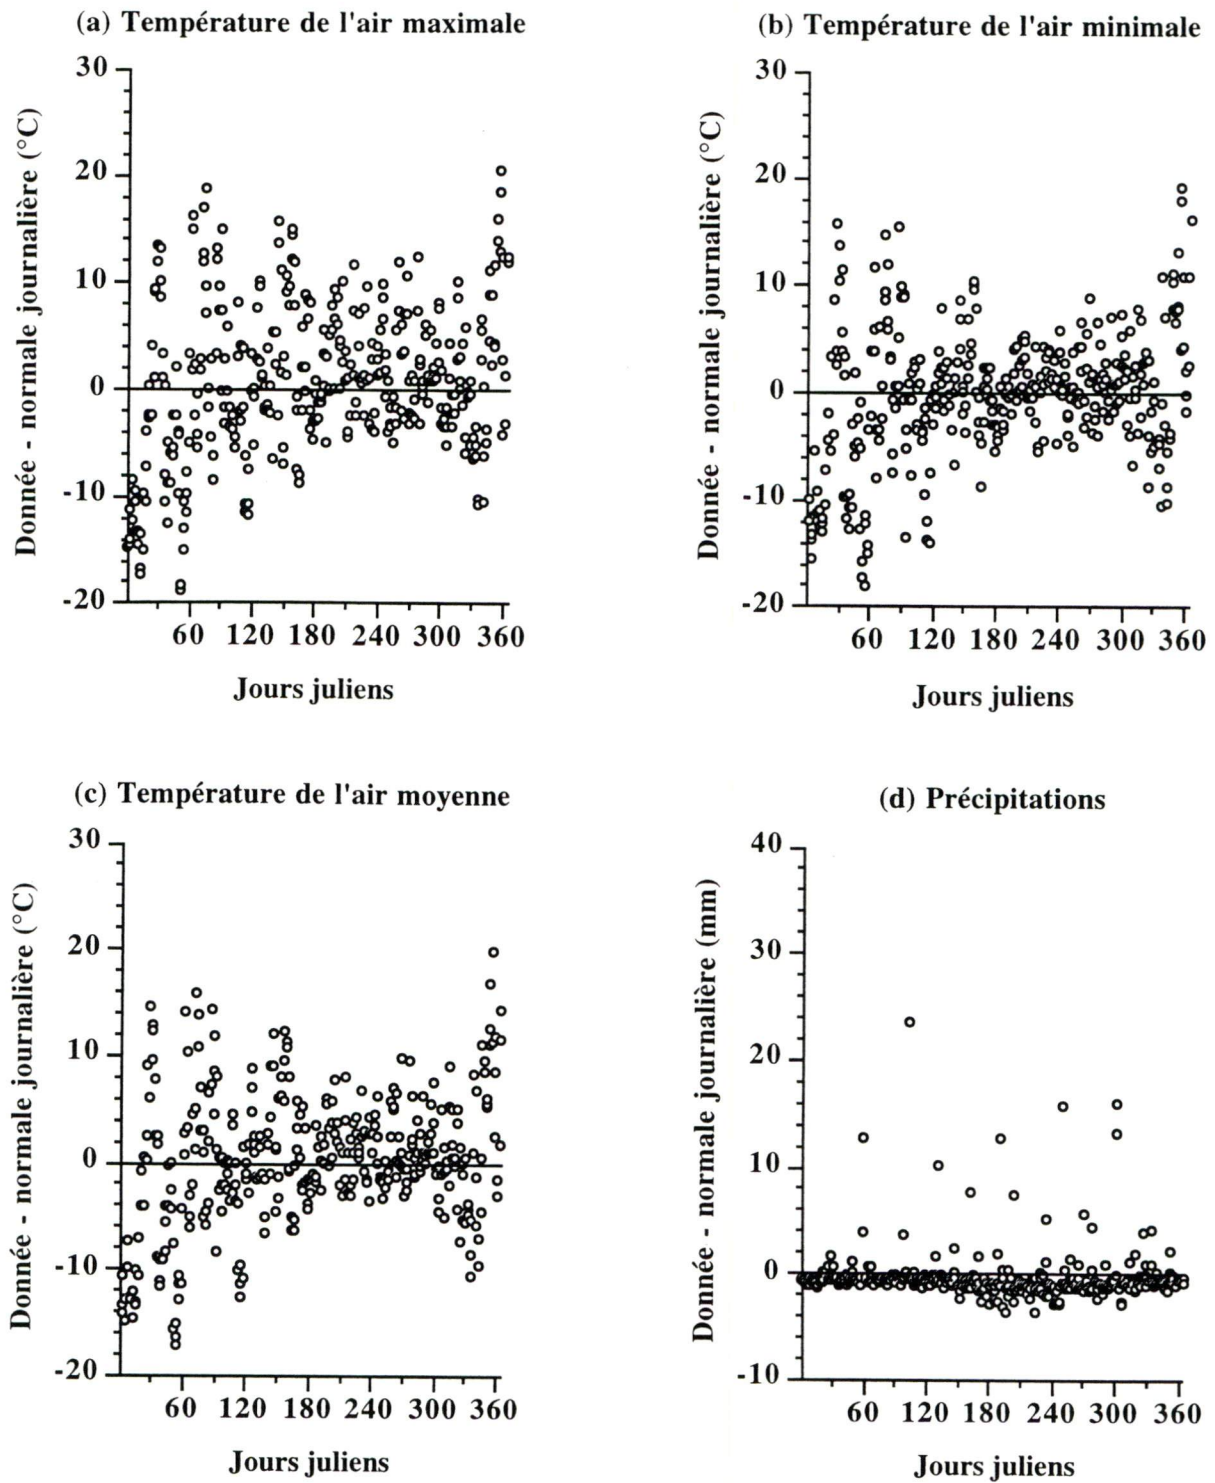 (a) Température de l'air maximale
Donnée - normale journalière (°C)
30
20
10
0
-10
-20
60 120 180 240 300 360
Jours juliens
(b) Température de l'air minimale
Donnée - normale journalière (°C)
30
20
10
0
-10
-20
60 120 180 240 300 360
Jours juliens
(c) Température de l'air moyenne
Donnée - normale journalière (°C)
30
20
10
0
-10
-20
60 120 180 240 300 360
Jours juliens
(d) Précipitations
Donnée - normale journalière (mm)
40
30
20
10
0
-10
60 120 180 240 300 360
Jours juliens